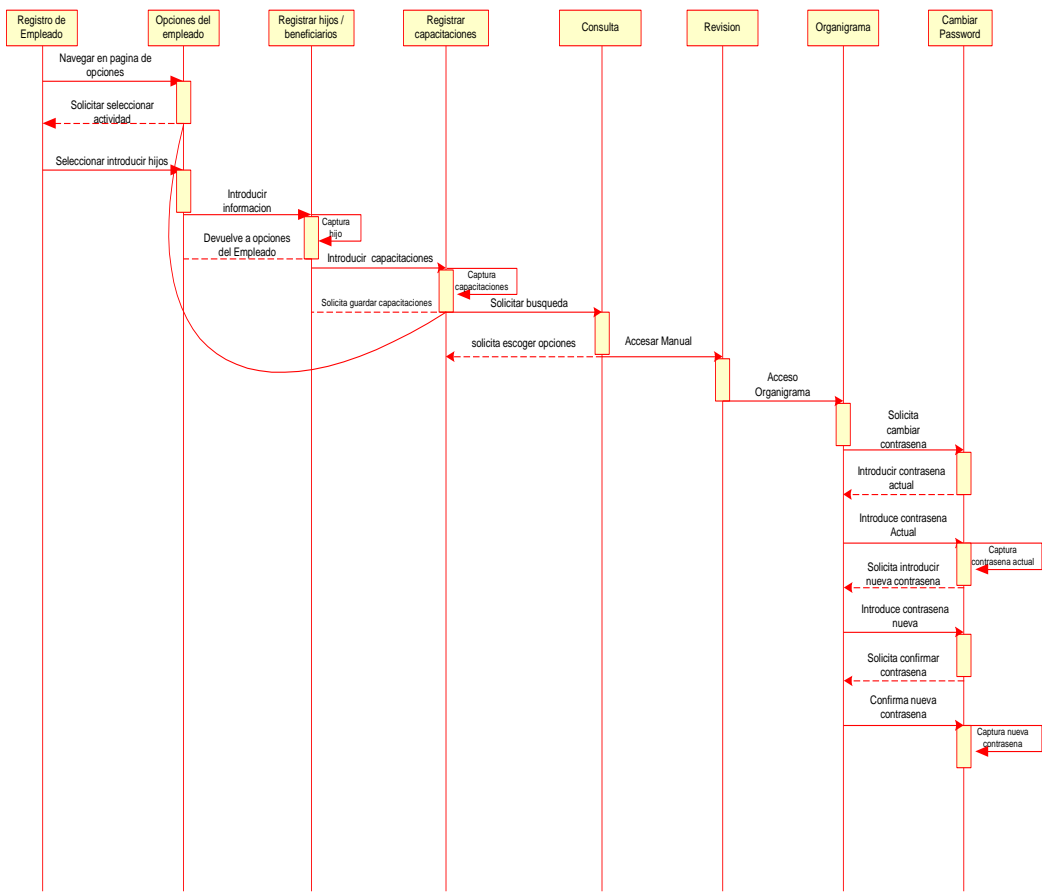 Registro de
Empleado
Opciones del
empleado
Registrar hijos /
beneficiarios
Registrar
capacitaciones
Consulta
Revision
Organigrama
Cambiar
Password
Navegar en pagina de
opciones
Solicitar seleccionar
actividad
Seleccionar introducir hijos
Introducir
informacion
Captura
hijo
Devuelve a opciones
del Empleado
Introducir capacitaciones
Captura
capacitaciones
Solicita guardar capacitaciones
Solicitar busqueda
solicita escoger opciones
Accesar Manual
Acceso
Organigrama
Solicita
cambiar
contrasena
Introducir contrasena
actual
Introduce contrasena
Actual
Captura
contrasena actual
Solicita introducir
nueva contrasena
Introduce contrasena
nueva
Solicita confirmar
contrasena
Confirma nueva
contrasena
Captura nueva
contrasena